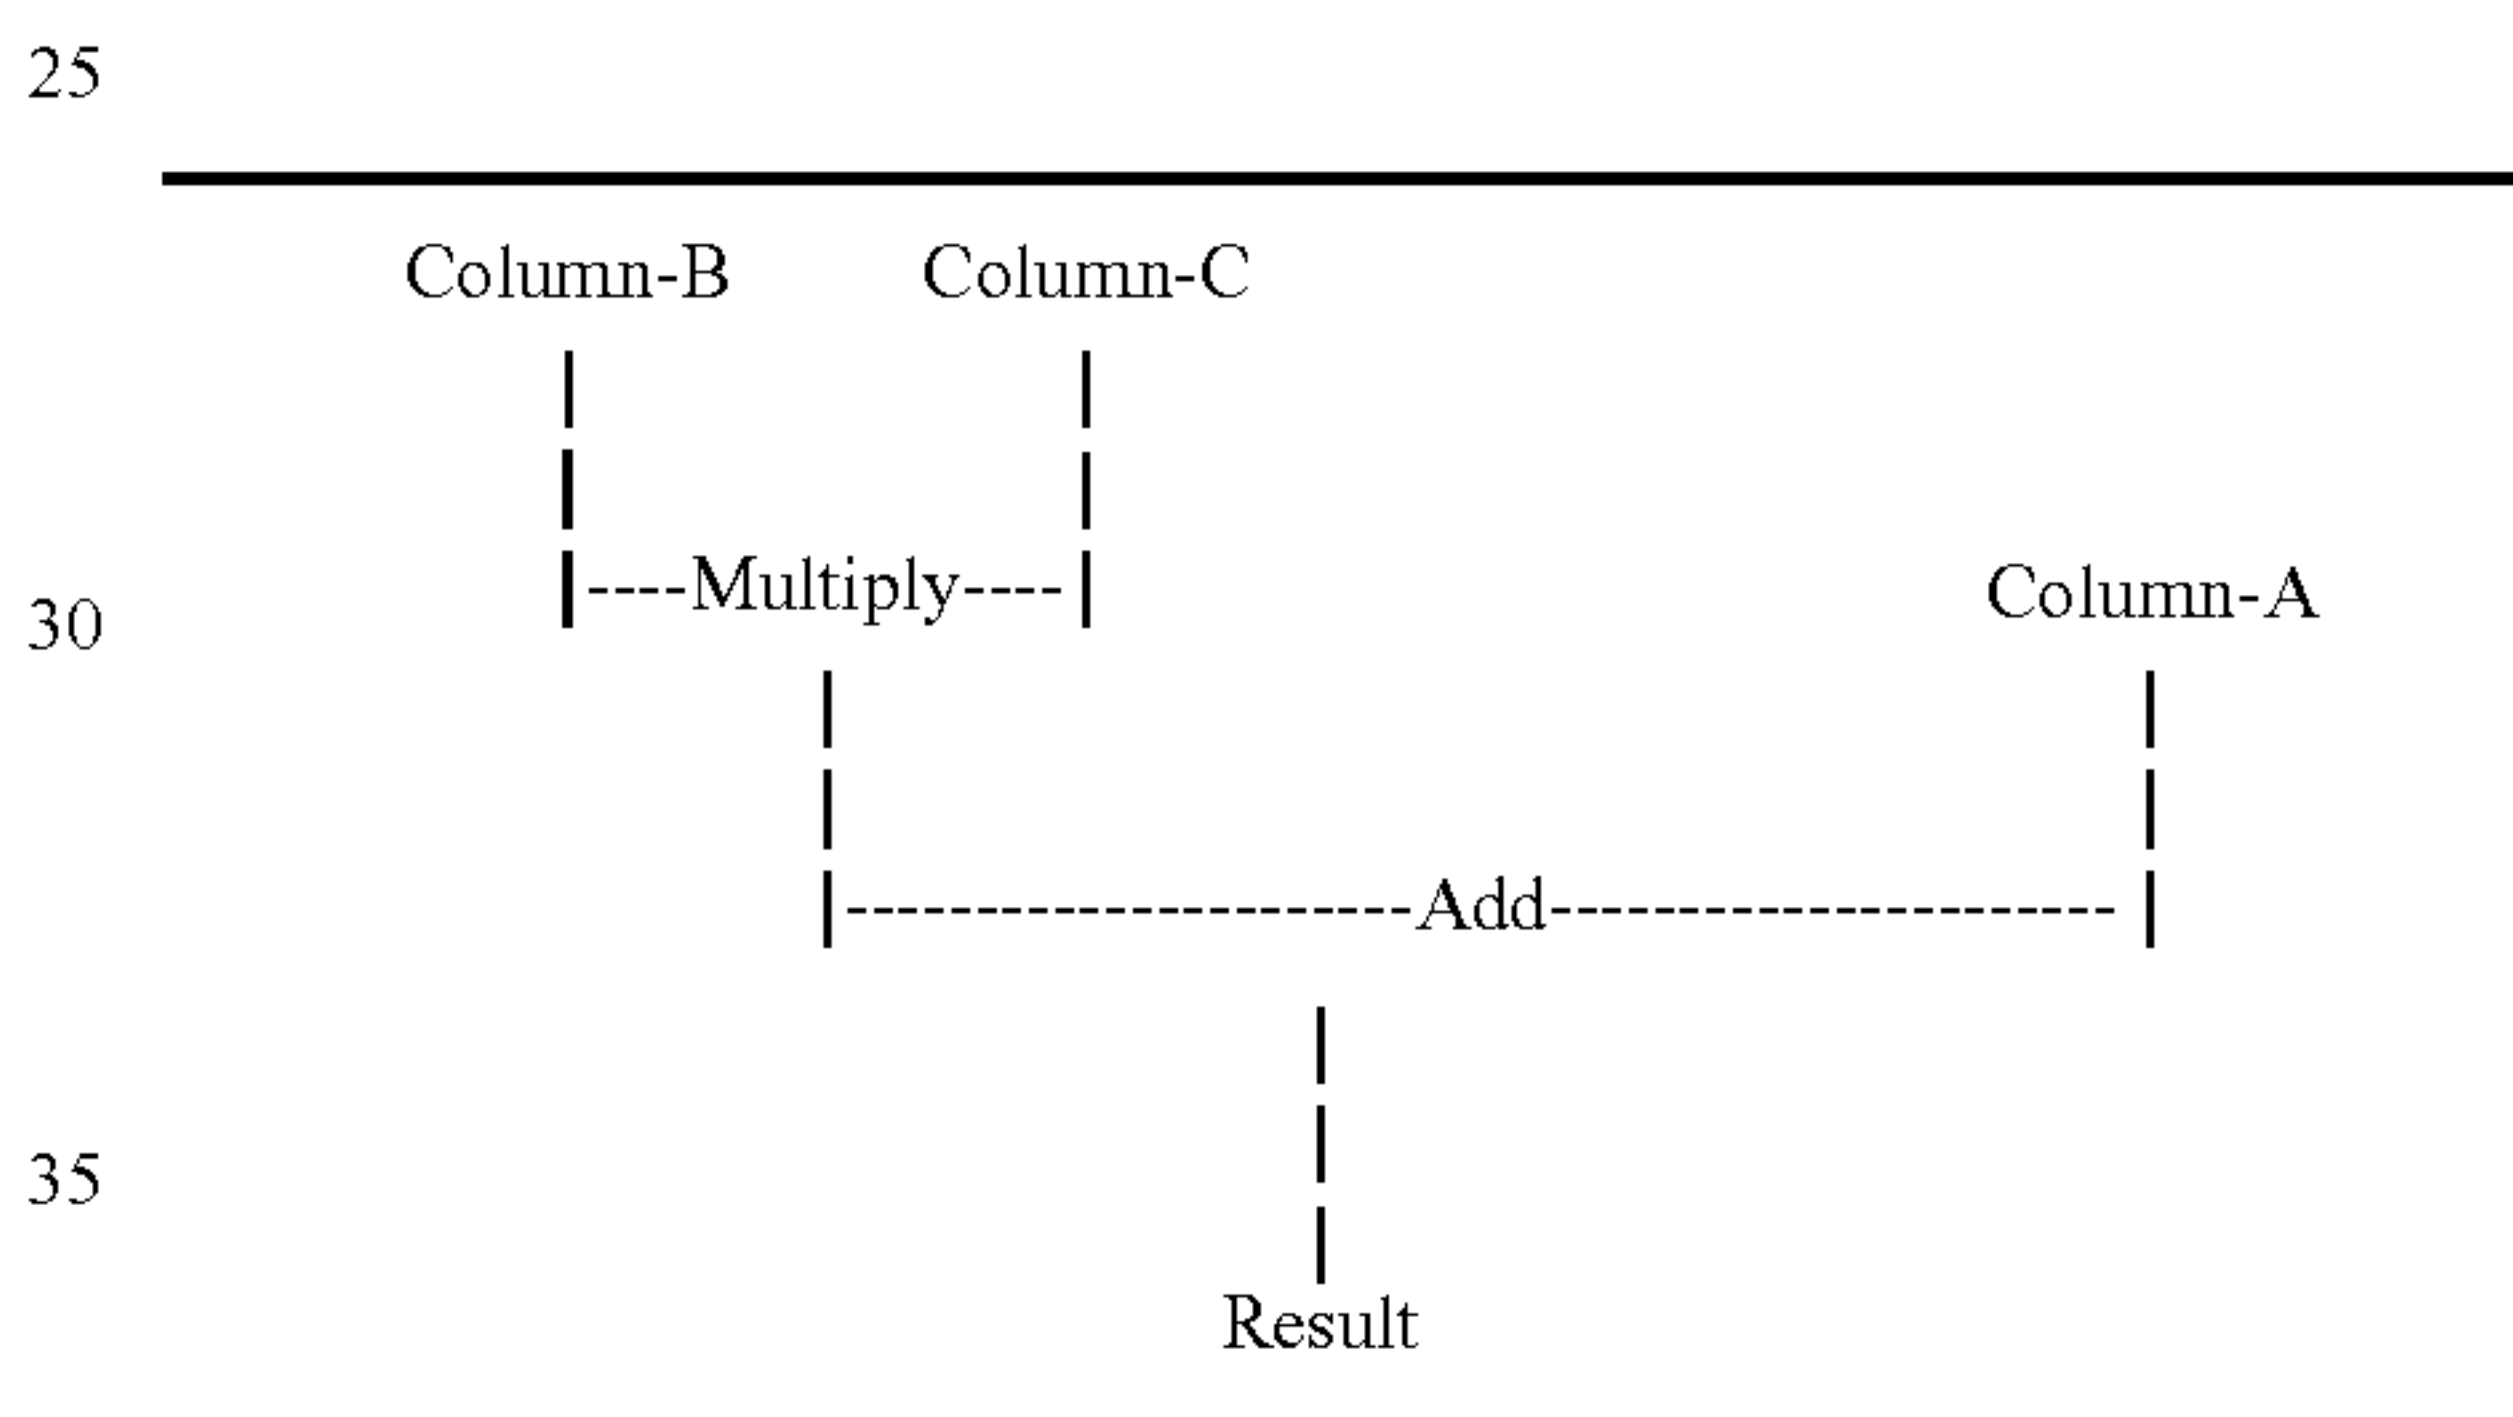 25
Column-B Column-C
|----Multiply----| Column-A
30
|----------------------Add----------------------|
35
Result